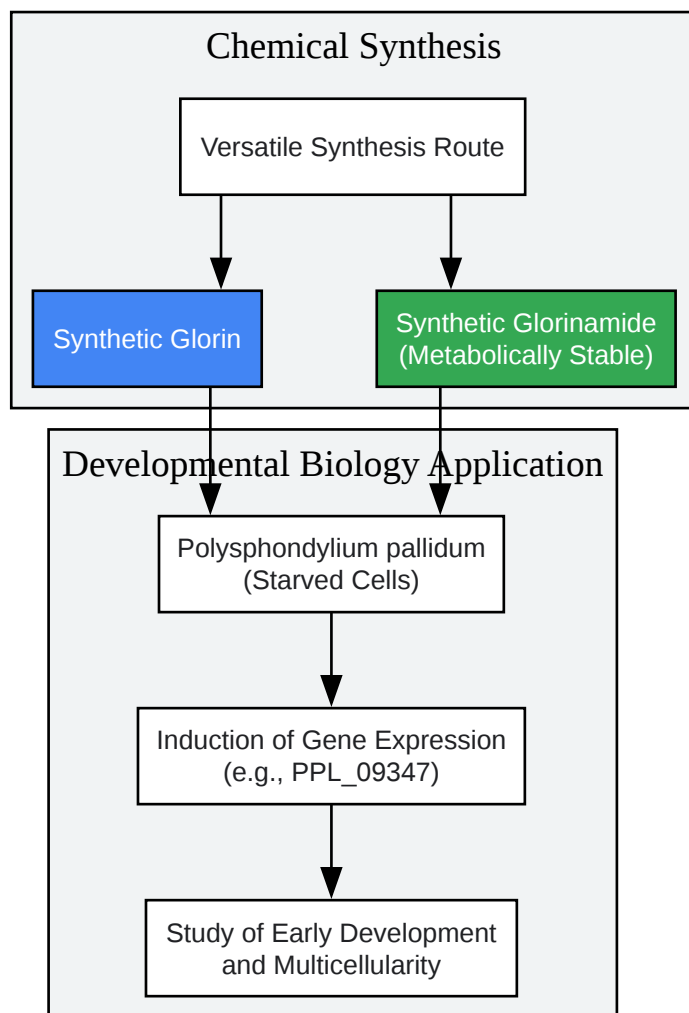 Chemical Synthesis
Versatile Synthesis Route
Synthetic Glorin
Synthetic Glorinamide
(Metabolically Stable)
Developmental Biology Application
Polysphondylium pallidum
(Starved Cells)
Induction of Gene Expression
(e.g., PPL_09347)
Study of Early Development
and Multicellularity